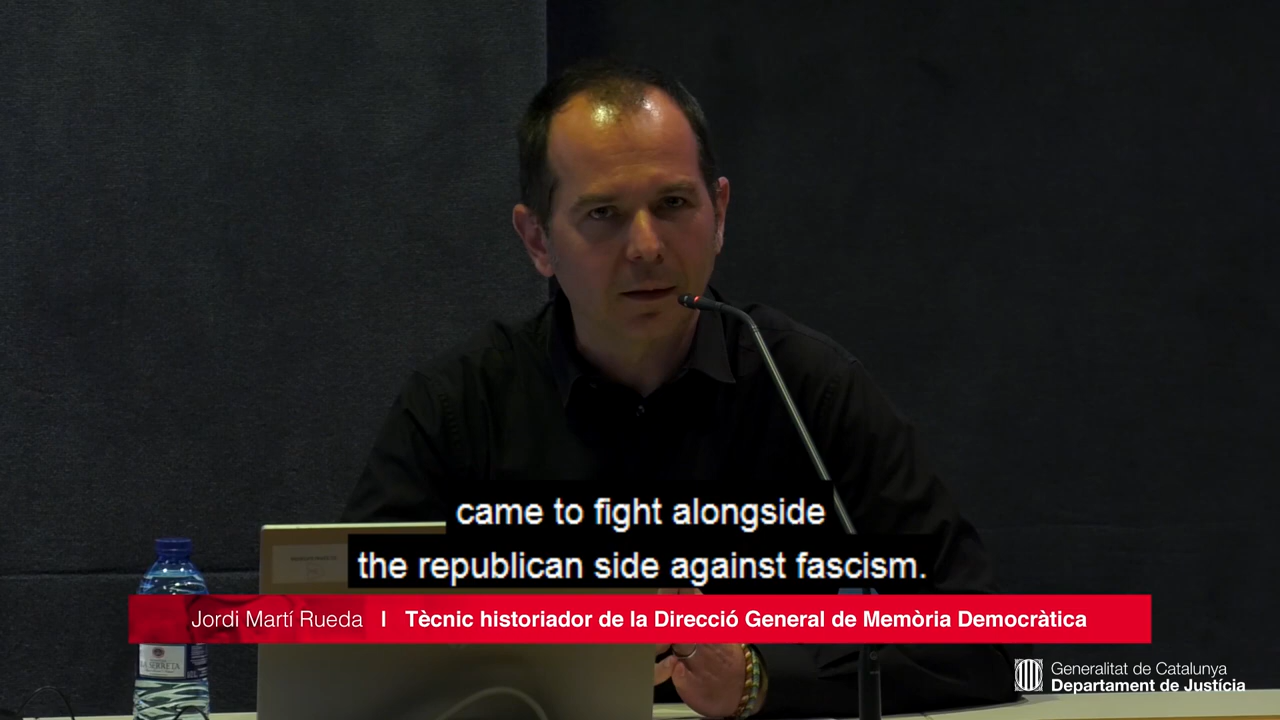 came to fight alongside
the republican side against fascism.
Jordi Martí Rueda | Tècnic historiador de la Direcció General de Memòria Democràtica
Generalitat de Catalunya
Departament de Justícia